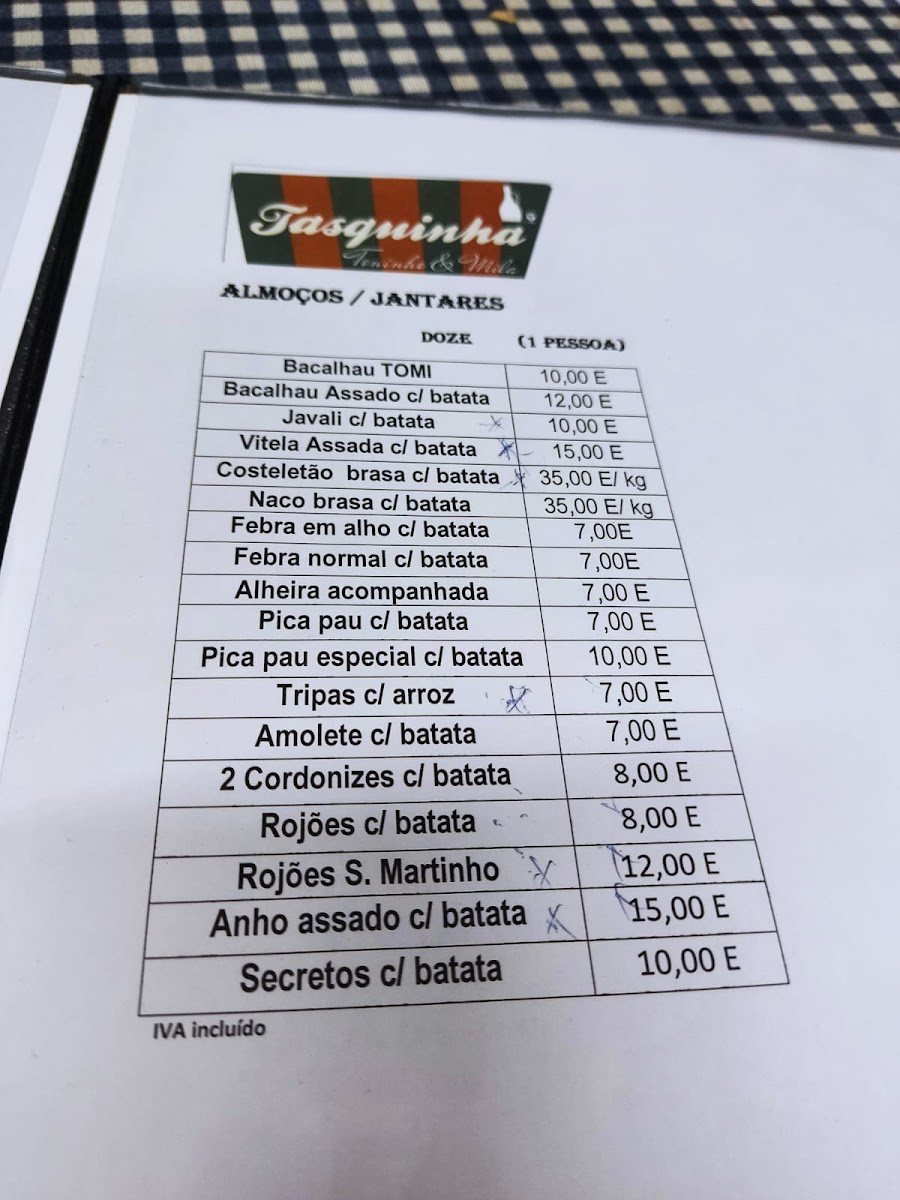 Tasquinha
Toninho & Mila
ALMOÇOS / JANTARES
DOZE (1 PESSOA)
Bacalhau TOMI 10,00 E
Bacalhau Assado c/ batata 12,00 E
Javali c/ batata 10,00 E
Vitela Assada c/ batata 15,00 E
Costeletão brasa c/ batata 35,00 E/ kg
Naco brasa c/ batata 35,00 E/ kg
Febra em alho c/ batata 7,00E
Febra normal c/ batata 7,00E
Alheira acompanhada 7,00 E
Pica pau c/ batata 7,00 E
Pica pau especial c/ batata 10,00 E
Tripas c/ arroz 7,00 E
Amolete c/ batata 7,00 E
2 Cordonizes c/ batata 8,00 E
Rojões c/ batata 8,00 E
Rojões S. Martinho 12,00 E
Anho assado c/ batata 15,00 E
Secretos c/ batata 10,00 E
IVA incluído